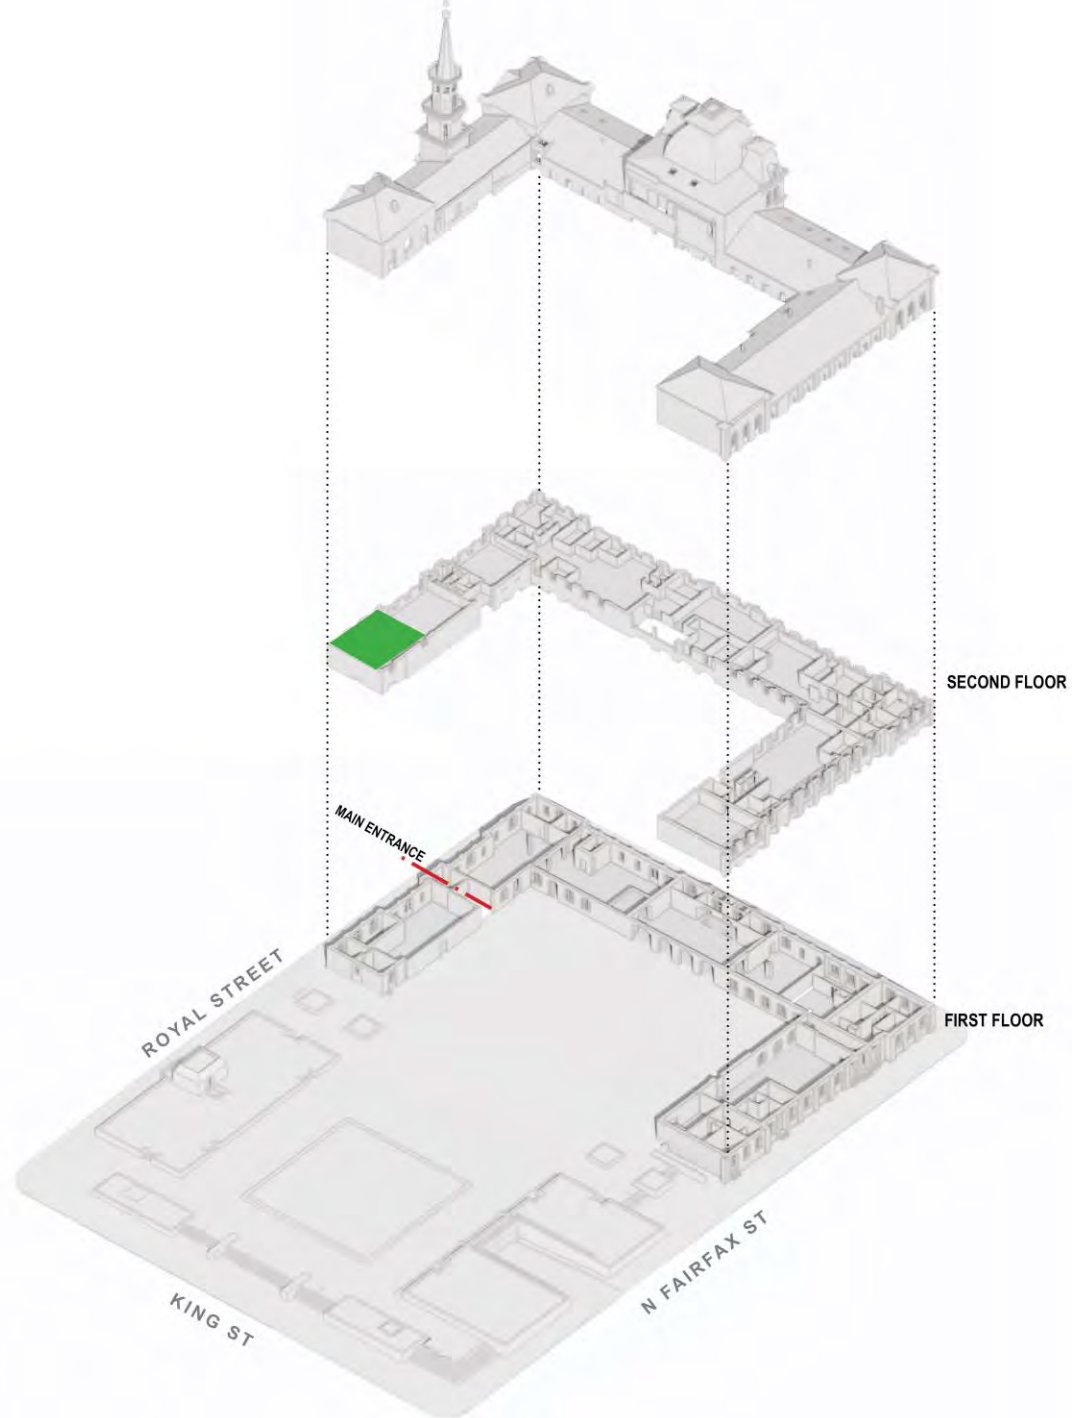 SECOND FLOOR
MAIN ENTRANCE
ROYAL STREET
FIRST FLOOR
N FAIRFAX ST
KING ST